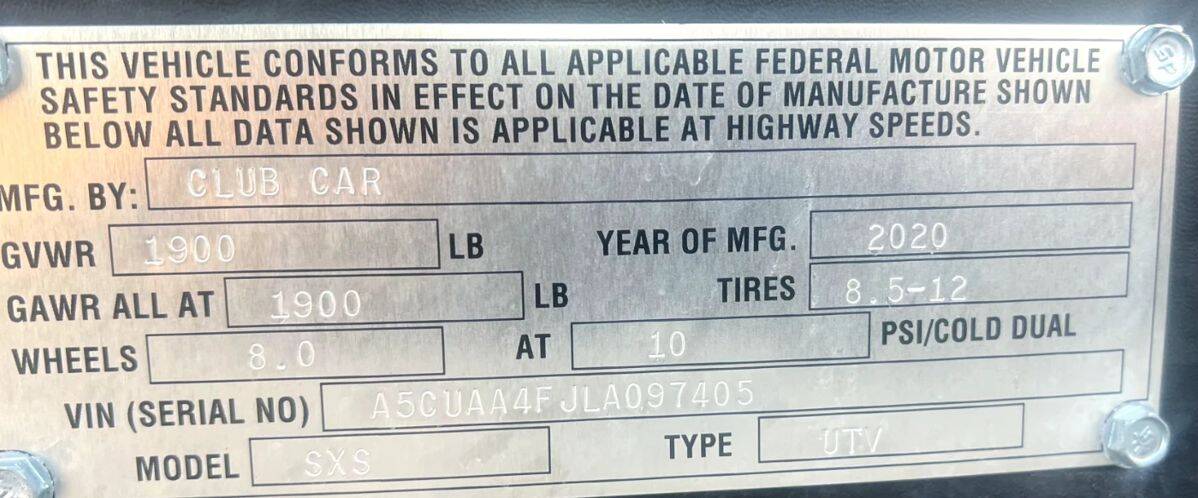 THIS VEHICLE CONFORMS TO ALL APPLICABLE FEDERAL MOTOR VEHICLE
SAFETY STANDARDS IN EFFECT ON THE DATE OF MANUFACTURE SHOWN
BELOW ALL DATA SHOWN IS APPLICABLE AT HIGHWAY SPEEDS.
MFG. BY: CLUB CAR
GVWR 1900 LB YEAR OF MFG. 2020
GAWR ALL AT 1900 LB TIRES 8.5-12
WHEELS 8.0 AT 10 PSI/COLD DUAL
VIN (SERIAL NO) A5CUAA4FJLA097405
MODEL SXS TYPE UTV